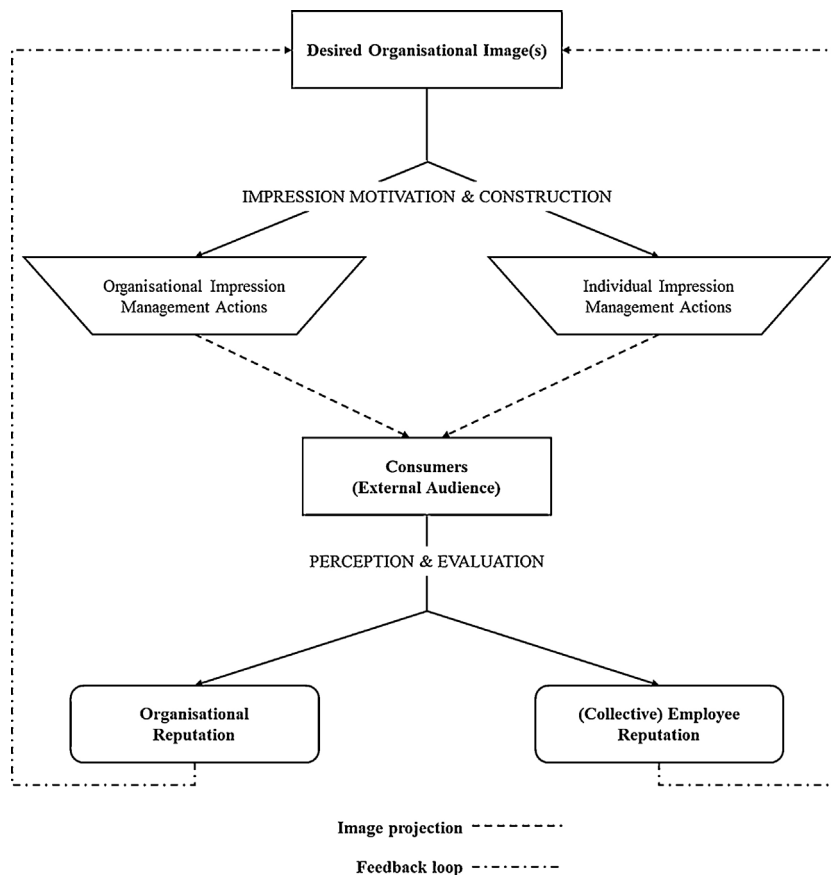 Desired Organisational Image(s)
IMPRESSION MOTIVATION & CONSTRUCTION
Organisational Impression
Management Actions
Individual Impression
Management Actions
Consumers
(External Audience)
PERCEPTION & EVALUATION
Organisational
Reputation
(Collective) Employee
Reputation
Image projection
Feedback loop